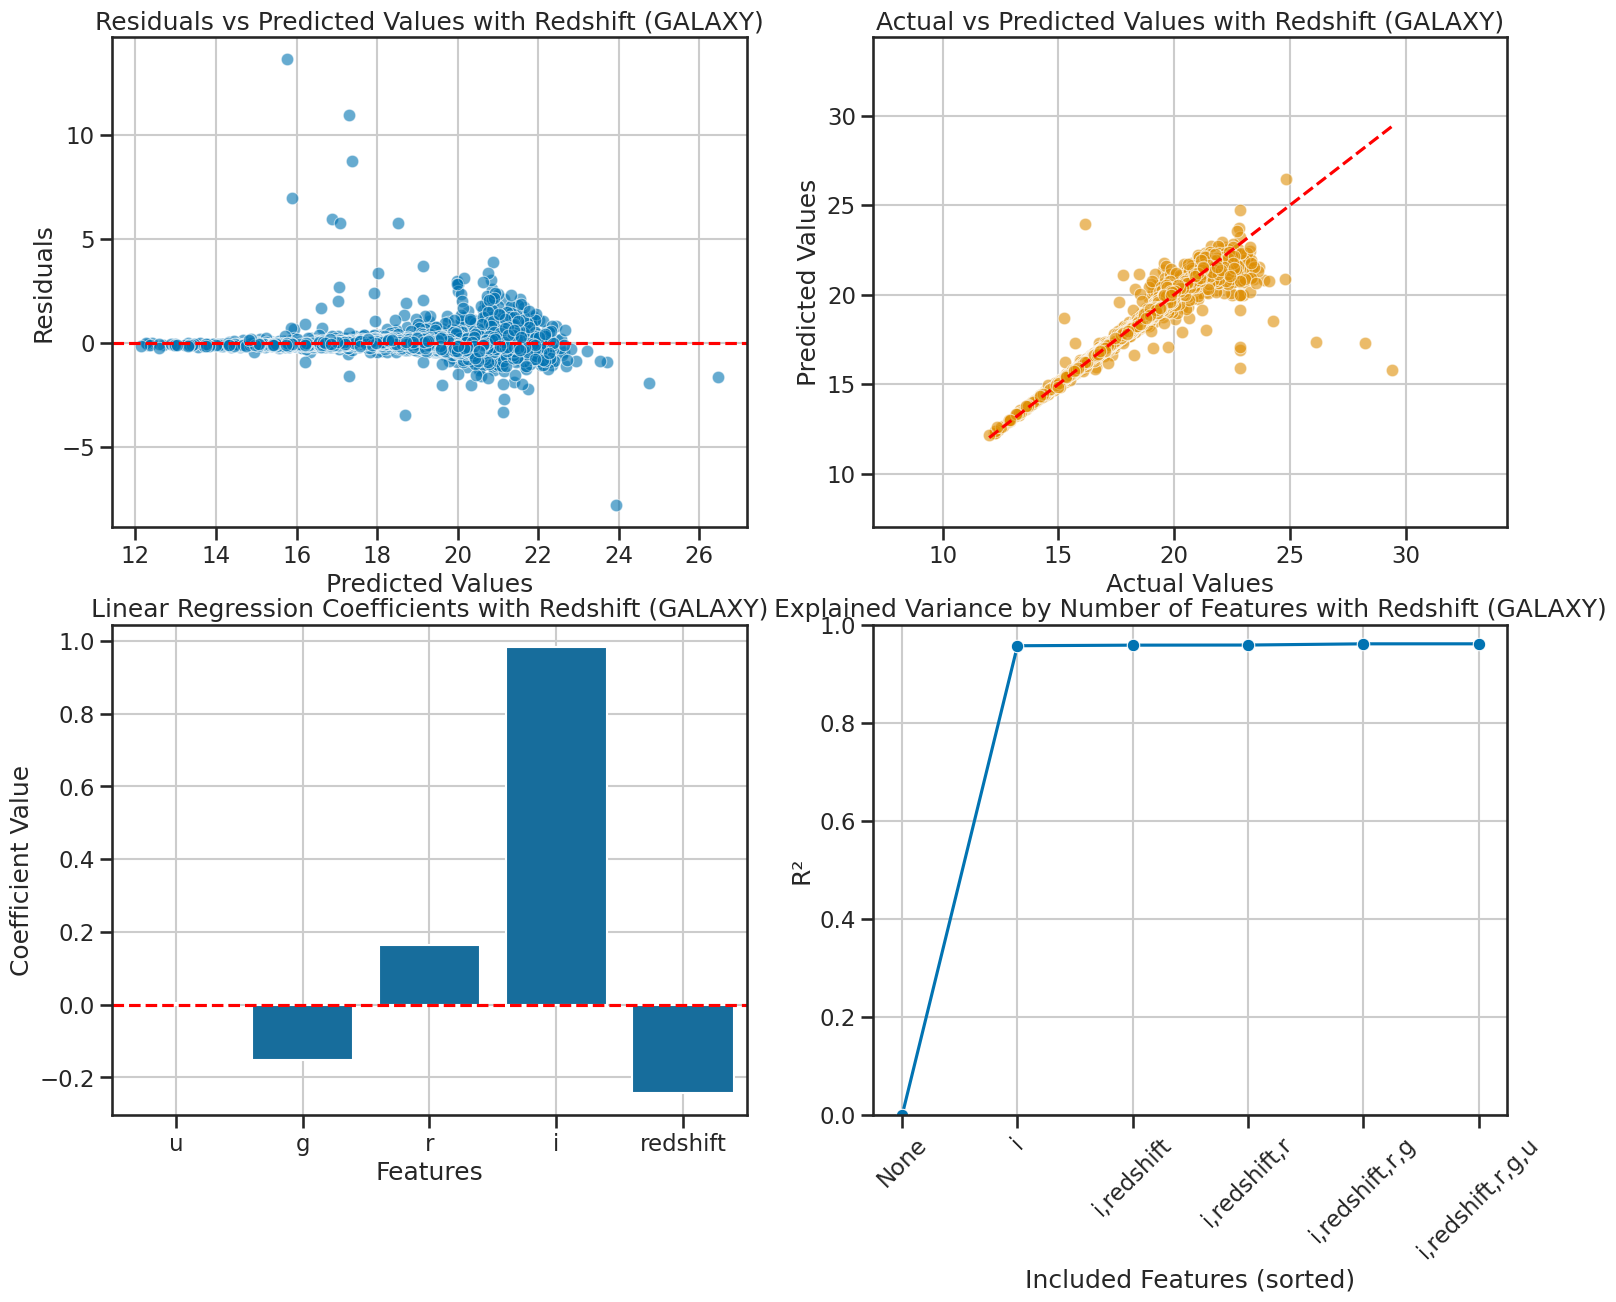 Residuals vs Predicted Values with Redshift (GALAXY)
10
5
0
−5
Residuals
12 14 16 18 20 22 24 26
Predicted Values
Actual vs Predicted Values with Redshift (GALAXY)
30
25
20
15
10
Predicted Values
10 15 20 25 30
Actual Values
Linear Regression Coefficients with Redshift (GALAXY)
1.0
0.8
0.6
0.4
0.2
0.0
−0.2
Coefficient Value
u g r i redshift
Features
Explained Variance by Number of Features with Redshift (GALAXY)
1.0
0.8
0.6
0.4
0.2
0.0
R²
None
i
i,redshift
i,redshift,r
i,redshift,r,g
i,redshift,r,g,u
Included Features (sorted)